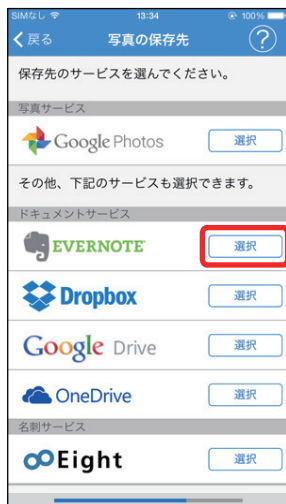 SIMなし 13:34 100%
戻る 写真の保存先 ?
保存先のサービスを選んでください。
写真サービス
Google Photos 選択
その他、下記のサービスも選択できます。
ドキュメントサービス
EVERNOTE 選択
Dropbox 選択
Google Drive 選択
OneDrive 選択
名刺サービス
Eight 選択